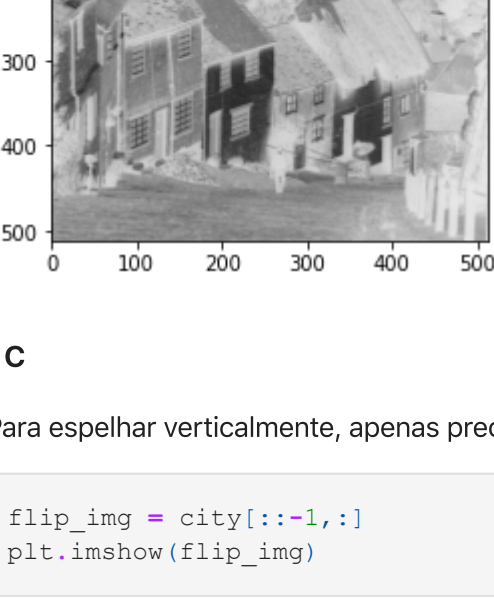 300
400
500
0 100 200 300 400 500
c
Para espelhar verticalmente, apenas
flip_img = city[::-1,:]
plt.imshow(flip_img)